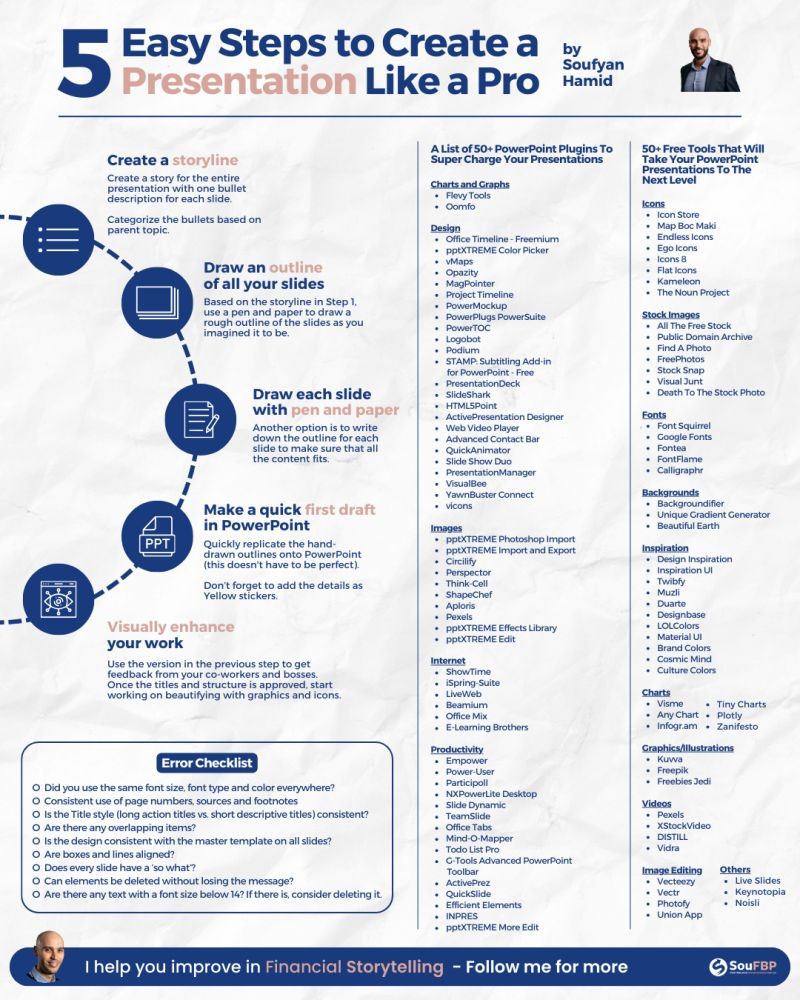 5 Easy Steps to Create a
Presentation Like a Pro
by
Soufyan
Hamid
Create a storyline
Create a story for the entire
presentation with one bullet
description for each slide.
Categorize the bullets based on
parent topic.
Draw an outline
of all your slides
Based on the storyline in Step 1,
use a pen and paper to draw a
rough outline of the slides as you
imagined it to be.
Draw each slide
with pen and paper
Another option is to write
down the outline for each
slide to make sure that all
the content fits.
PPT
Make a quick first draft
in PowerPoint
Quickly replicate the hand-
drawn outlines onto PowerPoint
(this doesn't have to be perfect).
Don't forget to add the details as
Yellow stickers.
Visually enhance
your work
Use the version in the previous step to get
feedback from your co-workers and bosses.
Once the titles and structure is approved, start
working on beautifying with graphics and icons.
Error Checklist
O Did you use the same font size, font type and color everywhere?
O Consistent use of page numbers, sources and footnotes
O Is the Title style (long action titles vs. short descriptive titles) consistent?
O Are there any overlapping items?
O Is the design consistent with the master template on all slides?
O Are boxes and lines aligned?
O Does every slide have a 'so what'?
O Can elements be deleted without losing the message?
O Are there any text with a font size below 14? If there is, consider deleting it.
A List of 50+ PowerPoint Plugins To
Super Charge Your Presentations
Charts and Graphs
• Flevy Tools
• Oomfo
Design
• Office Timeline - Freemium
• pptXTREME Color Picker
• vMaps
• Opazity
• MagPointer
• Project Timeline
• PowerMockup
• PowerPlugs PowerSuite
• PowerTOC
• Logobot
• Podium
• STAMP: Subtitling Add-in
for PowerPoint - Free
• PresentationDeck
• SlideShark
• HTML5Point
• ActivePresentation Designer
• Web Video Player
• Advanced Contact Bar
• QuickAnimator
• Slide Show Duo
• PresentationManager
• VisualBee
• YawnBuster Connect
• vicons
Images
• pptXTREME Photoshop Import
• pptXTREME Import and Export
• Circilify
• Perspector
• Think-Cell
• ShapeChef
• Aploris
• Pexels
• pptXTREME Effects Library
• pptXTREME Edit
Internet
• ShowTime
• iSpring-Suite
• LiveWeb
• Beamium
• Office Mix
• E-Learning Brothers
Productivity
• Empower
• Power-User
• Participoll
• NXPowerLite Desktop
• Slide Dynamic
• TeamSlide
• Office Tabs
• Mind-O-Mapper
• Todo List Pro
• G-Tools Advanced PowerPoint
Toolbar
• ActivePrez
• QuickSlide
• Efficient Elements
• INPRES
• pptXTREME More Edit
50+ Free Tools That Will
Take Your PowerPoint
Presentations To The
Next Level
Icons
• Icon Store
• Map Boc Maki
• Endless Icons
• Ego Icons
• Icons 8
• Flat Icons
• Kameleon
• The Noun Project
Stock Images
• All The Free Stock
• Public Domain Archive
• Find A Photo
• FreePhotos
• Stock Snap
• Visual Junt
• Death To The Stock Photo
Fonts
• Font Squirrel
• Google Fonts
• Fontea
• FontFlame
• Calligraphr
Backgrounds
• Backgroundifier
• Unique Gradient Generator
• Beautiful Earth
Inspiration
• Design Inspiration
• Inspiration UI
• Twibfy
• Muzli
• Duarte
• Designbase
• LOLColors
• Material UI
• Brand Colors
• Cosmic Mind
• Culture Colors
Charts
• Visme
• Any Chart
• Infogr.am
• Tiny Charts
• Plotly
• Zanifesto
Graphics/Illustrations
• Kuvva
• Freepik
• Freebies Jedi
Videos
• Pexels
• XStockVideo
• DISTILL
• Vidra
Image Editing
• Vecteezy
• Vectr
• Photofy
• Union App
Others
• Live Slides
• Keynotopia
• Noisli
I help you improve in Financial Storytelling - Follow me for more
SouFBP